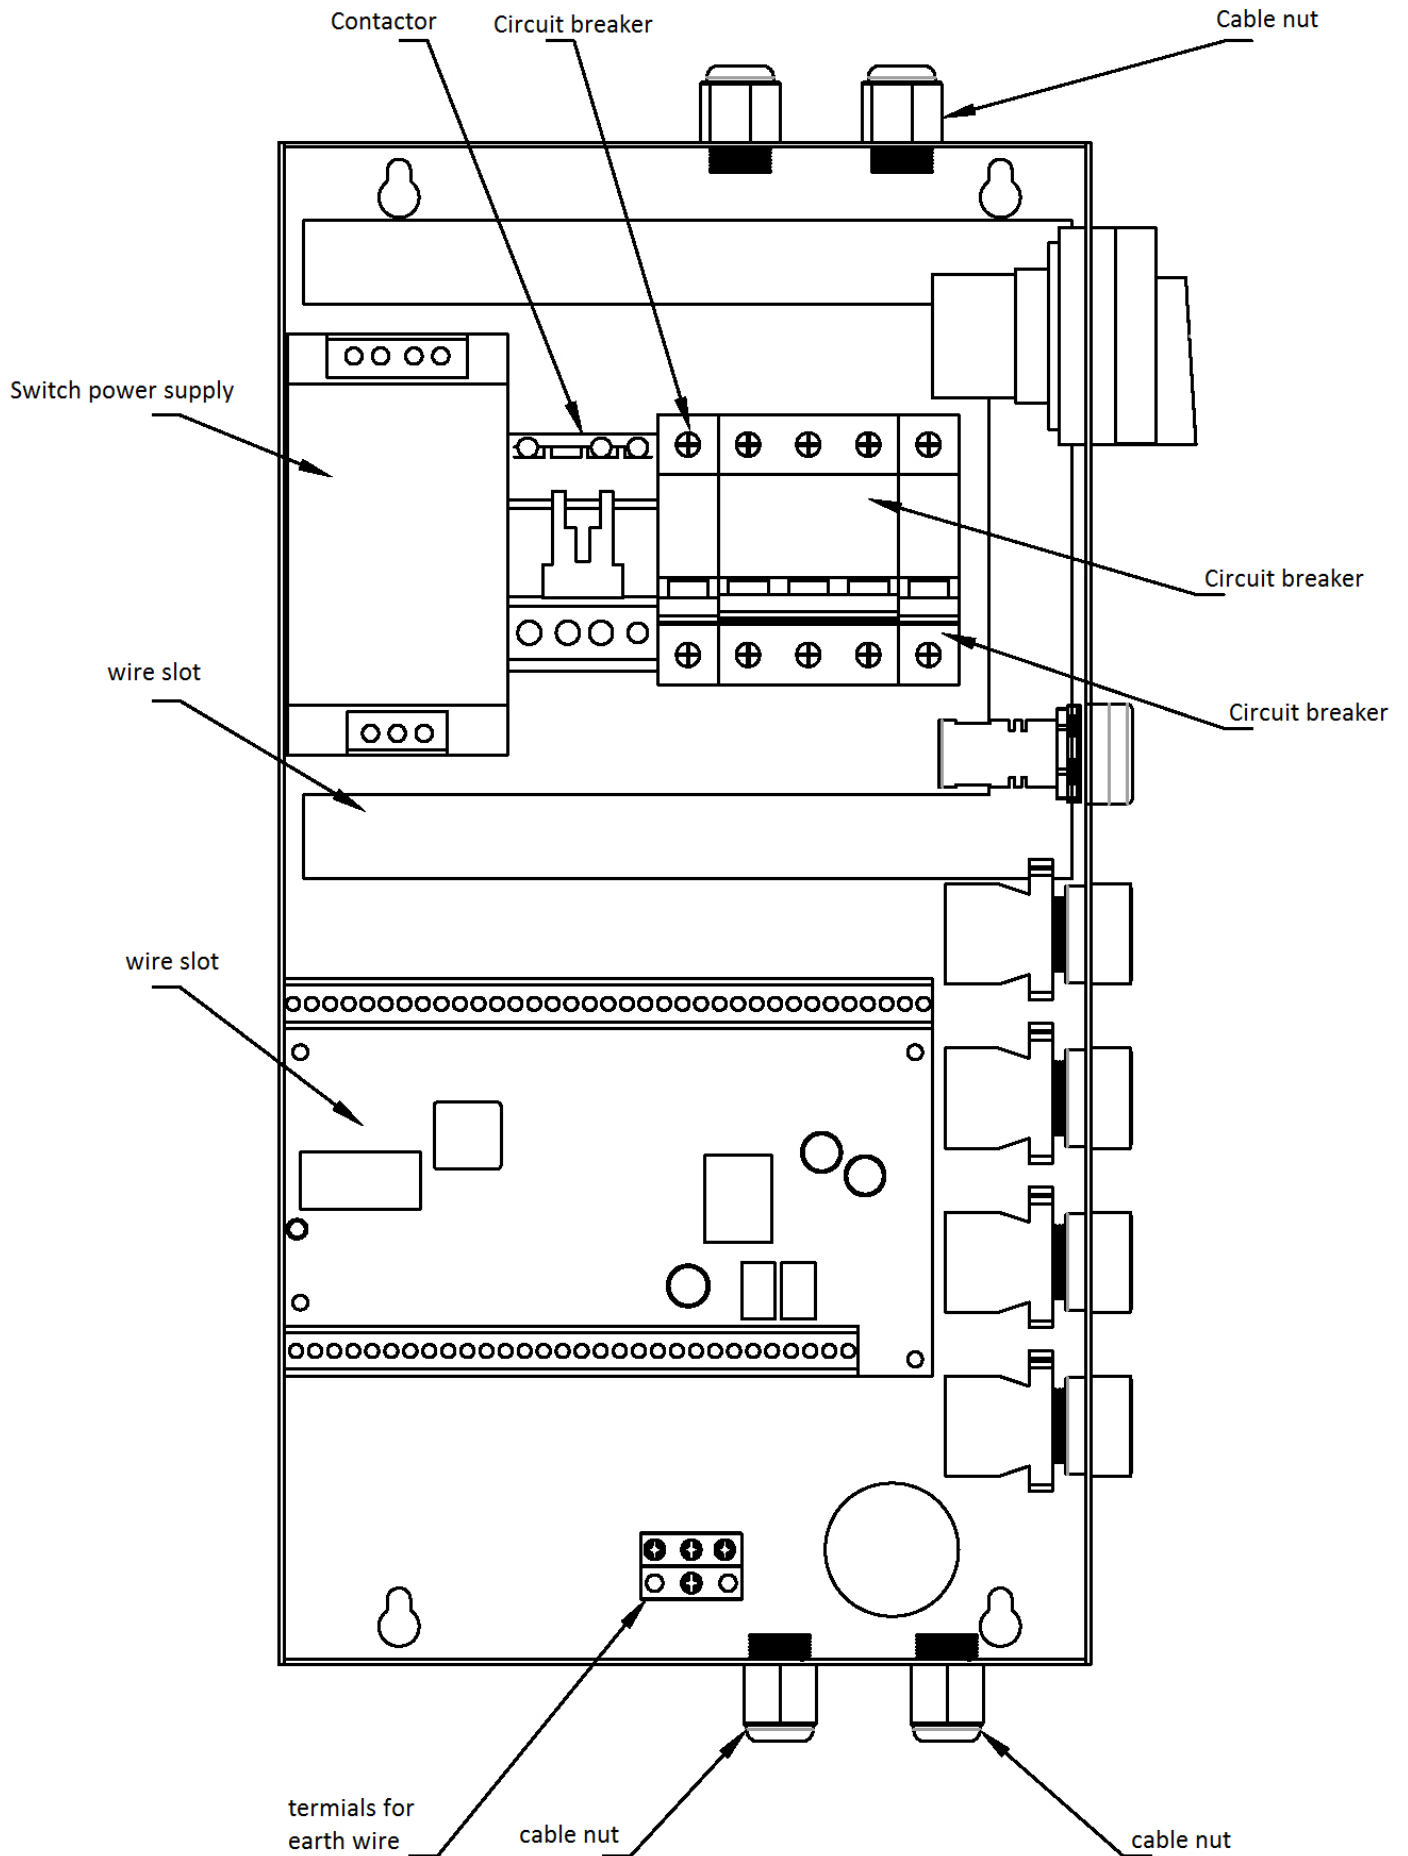 Contactor
Circuit breaker
Cable nut
Switch power supply
Circuit breaker
wire slot
Circuit breaker
wire slot
termials for
earth wire
cable nut
cable nut